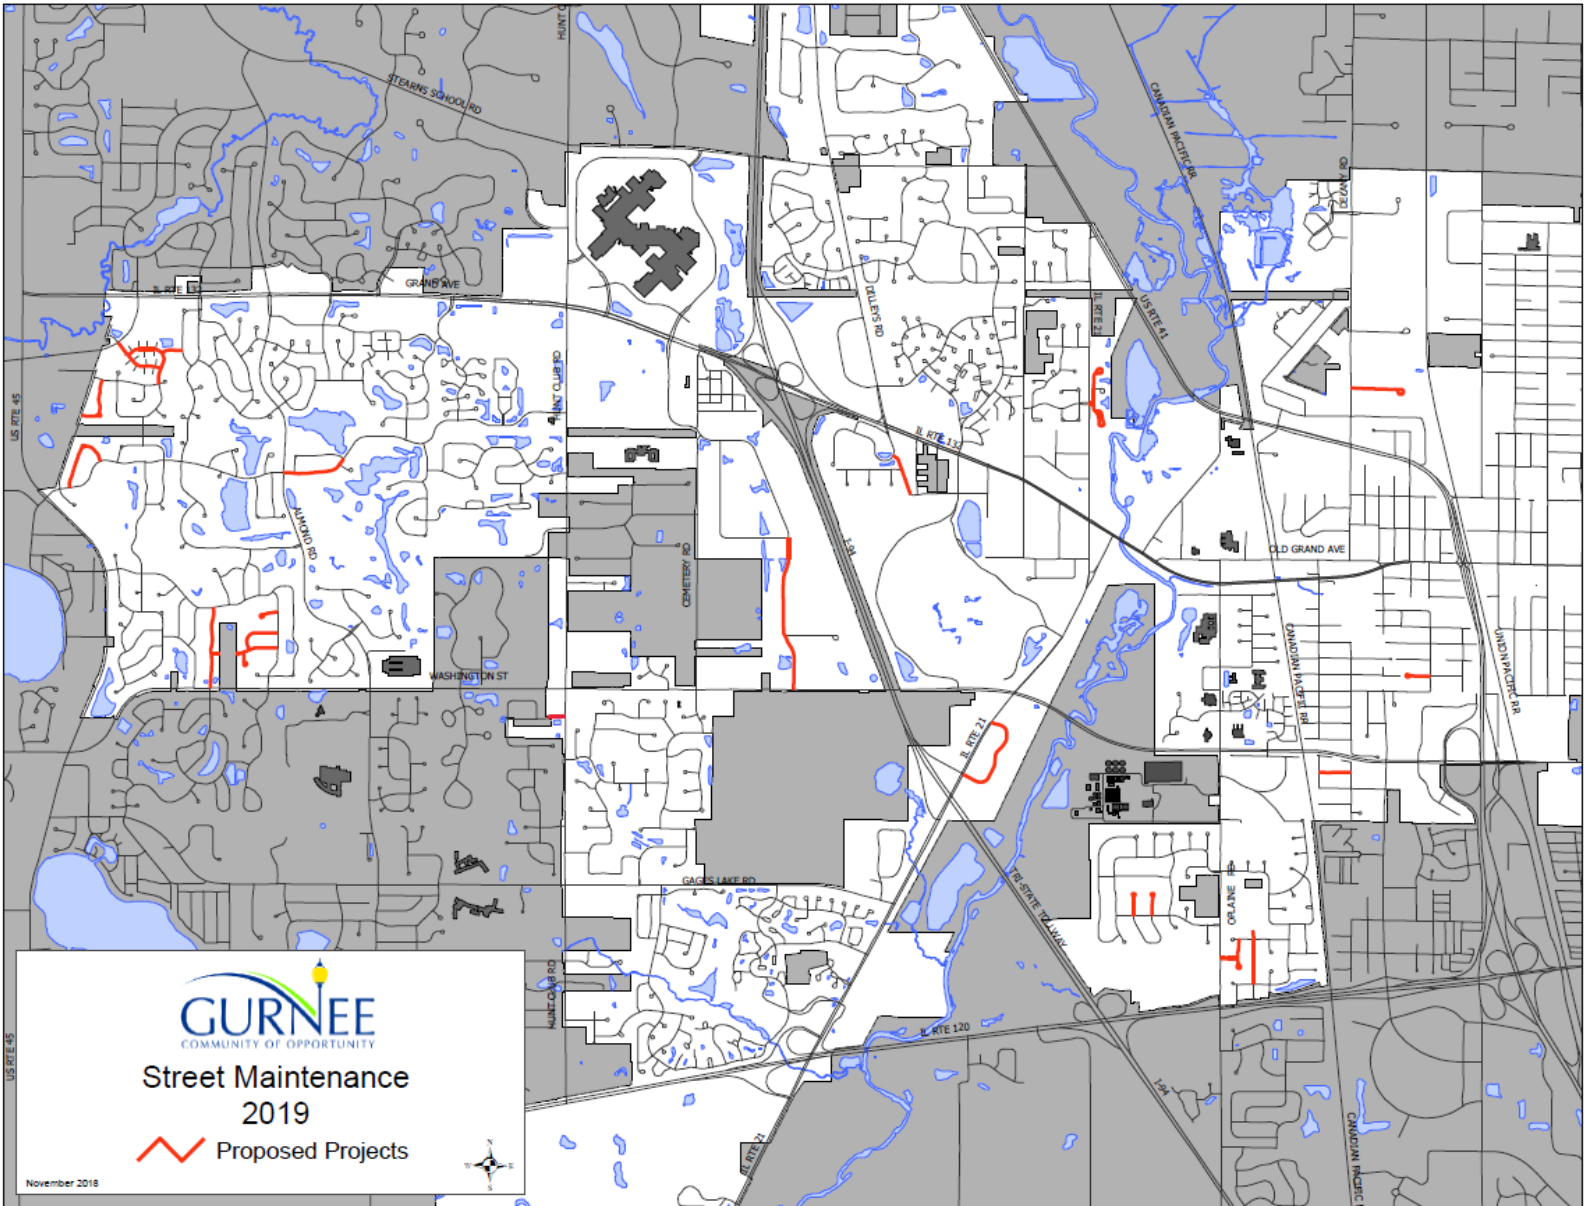 HUNT C
STEARNS SCHOOL RD
CANADIAN PACIFIC RR
DELANY RD
IL RTE 132
GRAND AVE
DILLEYS RD
IL RTE 21
US RTE 41
US RTE 45
HUNT CLUB RD
IL RTE 132
ALMOND RD
I-94
OLD GRAND AVE
CEMETERY RD
WASHINGTON ST
CANADIAN PACIFIC RR
UNION PACIFIC RR
IL RTE 21
GAGES LAKE RD
TRI-STATE TOLLWAY
OPLAINE RD
HUNT CLUB RD
IL RTE 120
US RTE 45
I-94
IL RTE 21
CANADIAN PACIFIC
GURNEE
COMMUNITY OF OPPORTUNITY
Street Maintenance
2019
Proposed Projects
November 2018
N
W E
S